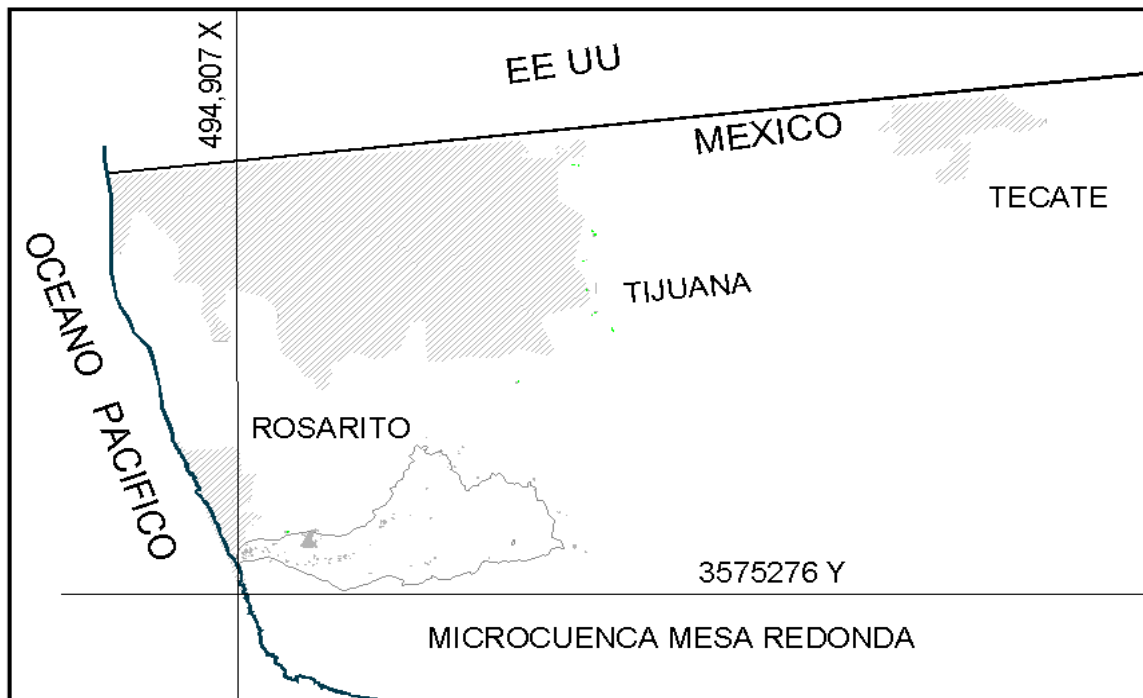 494,907 X
EE UU
MEXICO
TECATE
OCEANO PACIFICO
TIJUANA
ROSARITO
3575276 Y
MICROCUENCA MESA REDONDA